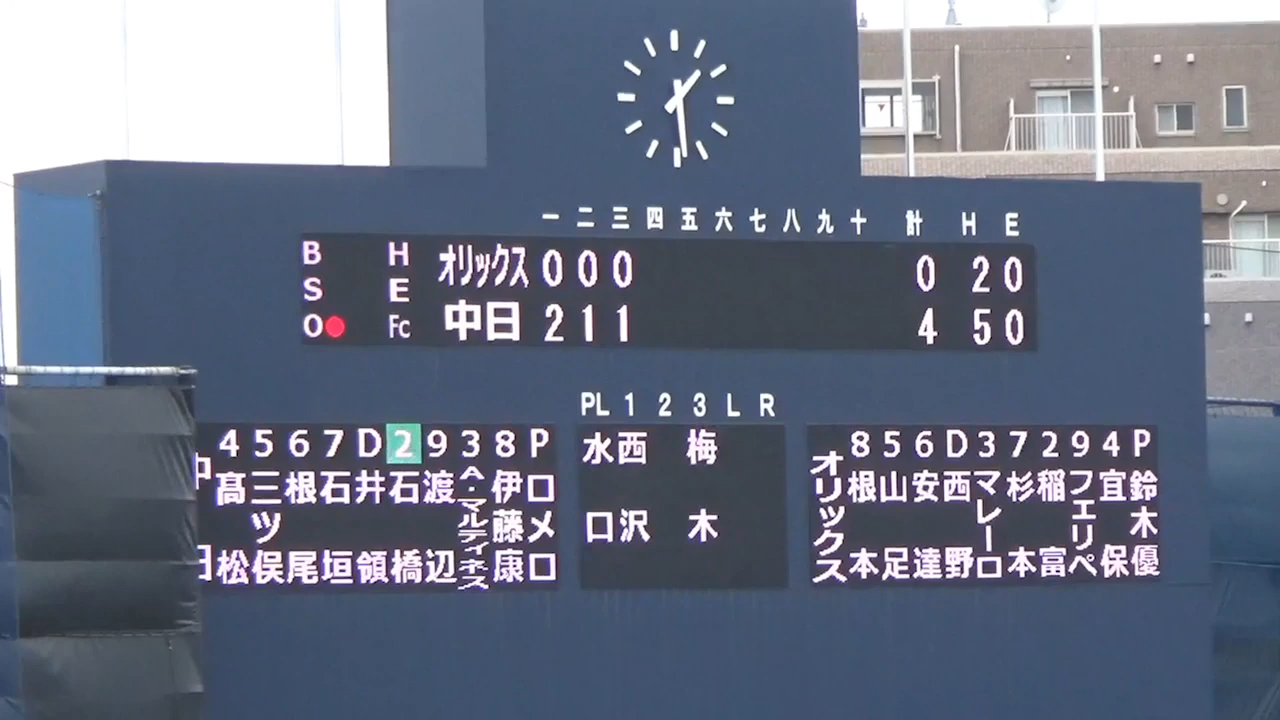 一 二 三 四 五 六 七 八 九 十 計 H E
B H オリックス 0 0 0 0 2 0
S E
O Fc 中日 2 1 1 4 5 0
PL 1 2 3 L R
4 5 6 7 D 2 9 3 8 P
中日
髙松
三ツ俣
根尾
石垣
井領
石橋
渡辺
A・マルティネス
伊藤康
ロメロ
水口
西沢
梅木
8 5 6 D 3 7 2 9 4 P
オリックス
根本
山足
安達
西野
マレーロ
杉本
稲富
フェリペ
宜保
鈴木優